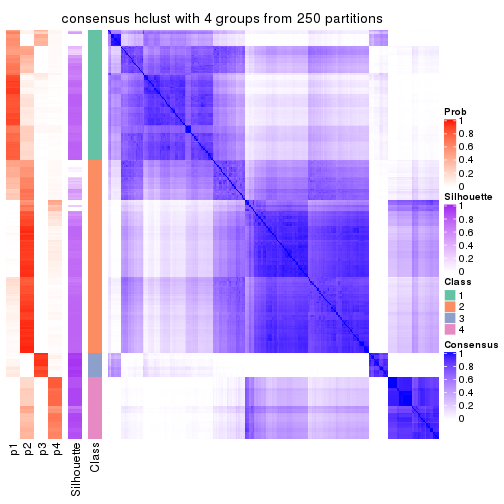 consensus hclust with 4 groups from 250 partitions
Prob
1
0.8
0.6
0.4
0.2
0
Silhouette
1
0.8
0.6
0.4
0.2
0
Class
1
2
3
4
Consensus
1
0.8
0.6
0.4
0.2
0
p1
p2
p3
p4
Silhouette
Class